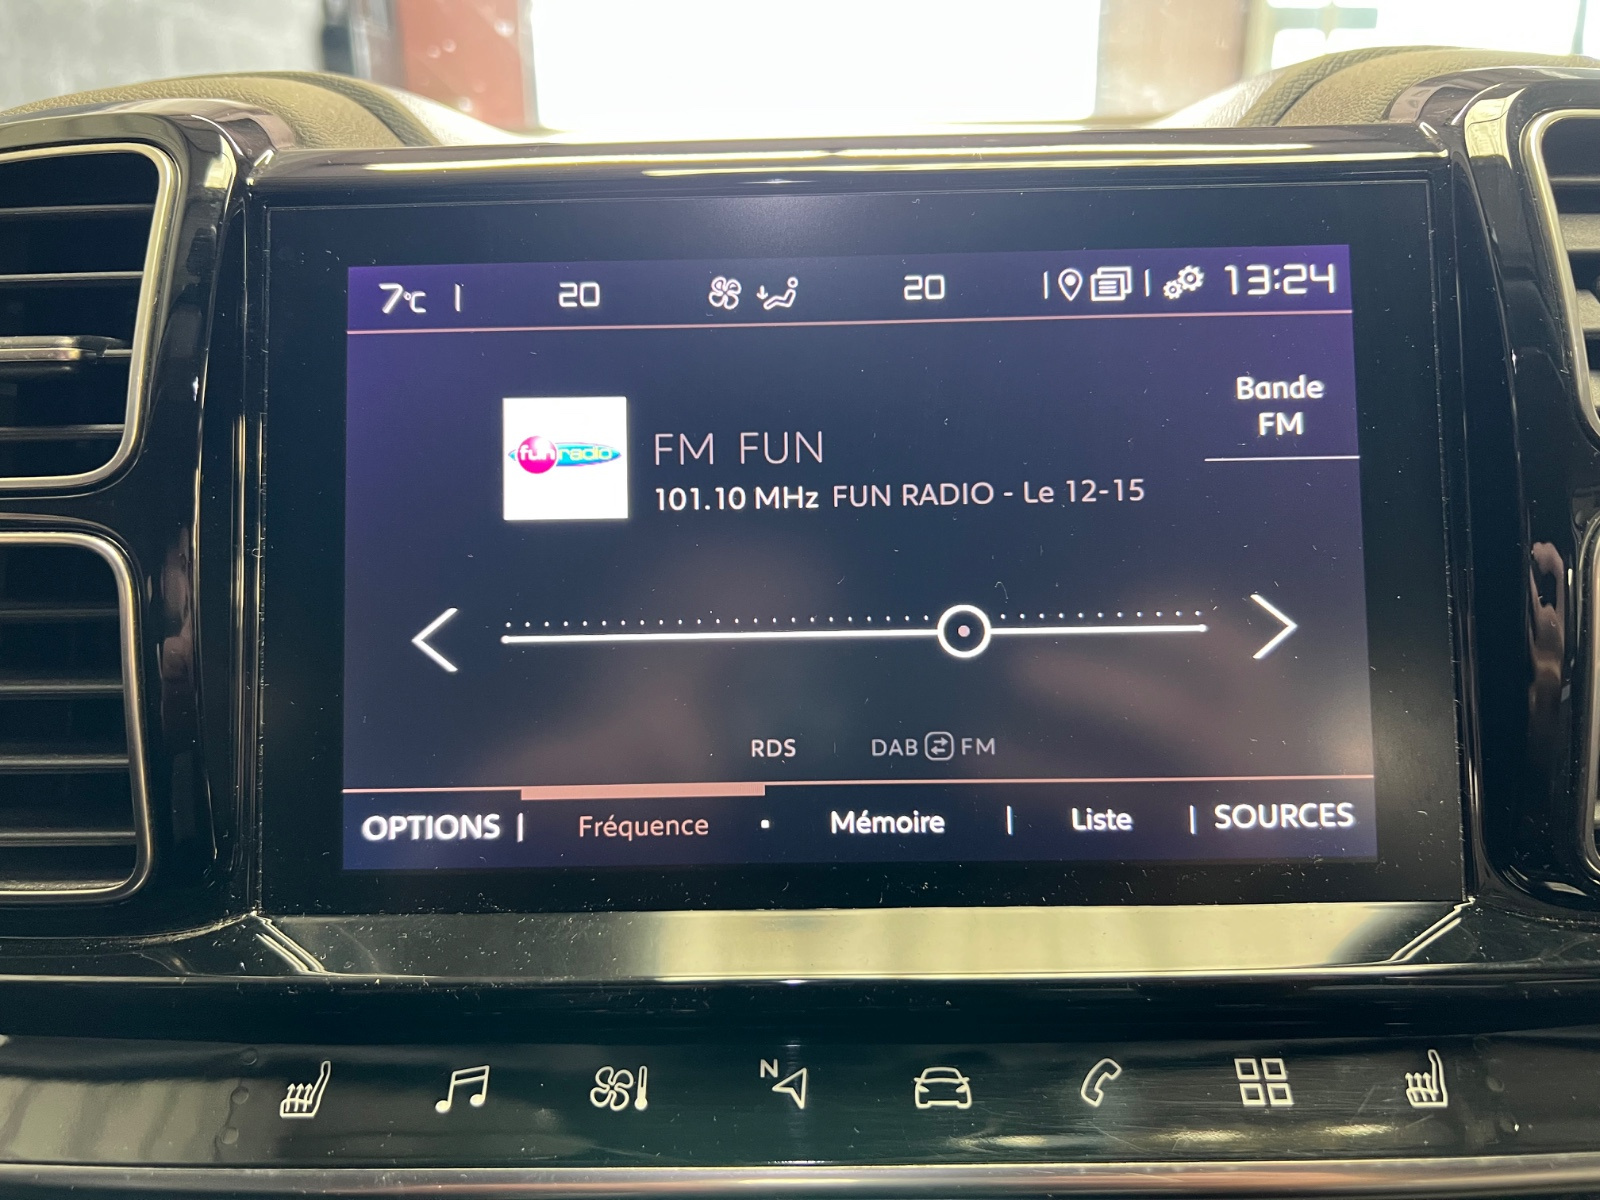 7°C | 20 20 13:24
Bande
FM
fun radio
FM FUN
101.10 MHz FUN RADIO - Le 12-15
RDS DAB FM
OPTIONS | Fréquence · Mémoire | Liste | SOURCES
N